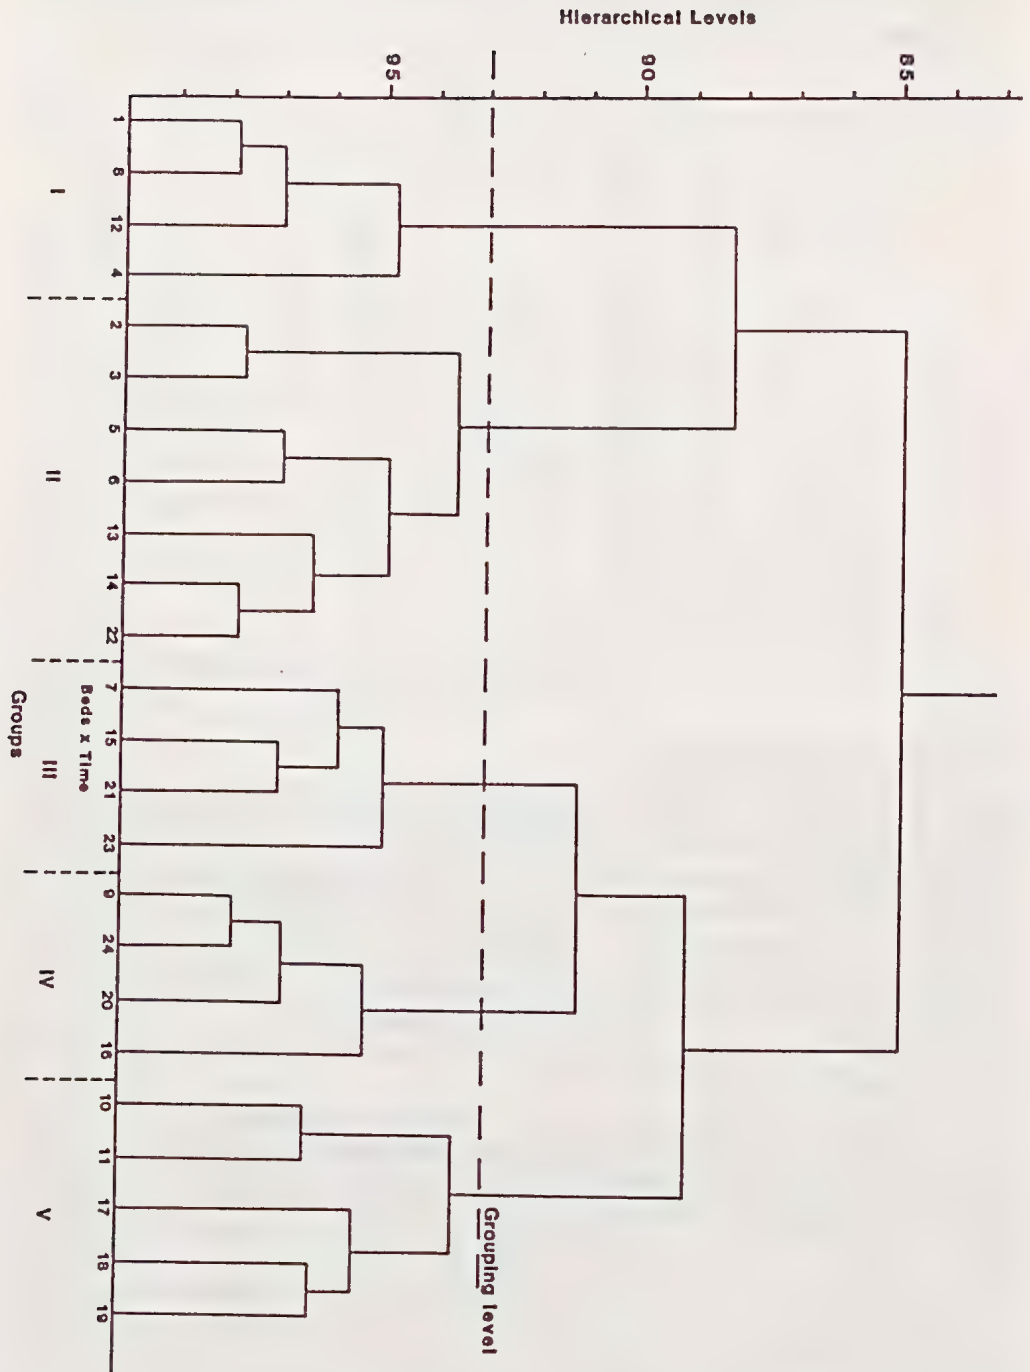 Hierarchical Levels
85
90
95
Grouping level
1 8 12 4 2 3 5 6 13 14 22 7 15 21 23 9 24 20 16 10 11 17 18 19
Beds x Time
I II III IV V
Groups